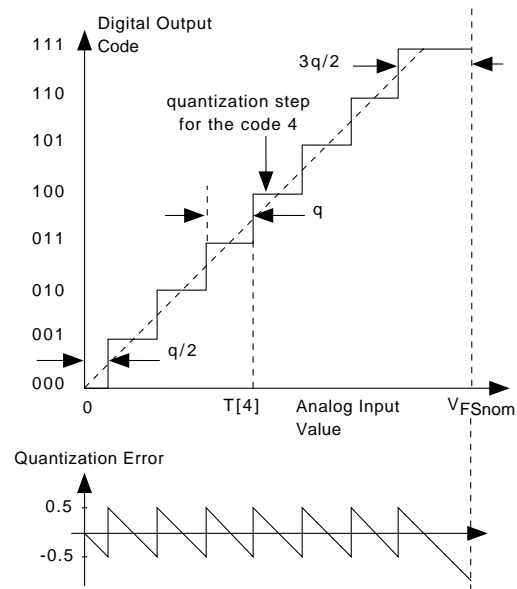 Digital Output
Code
111
3q/2
110
quantization step
for the code 4
101
100
q
011
010
001
q/2
000
0
T[4]
Analog Input
Value
VFSnom
Quantization Error
0.5
-0.5